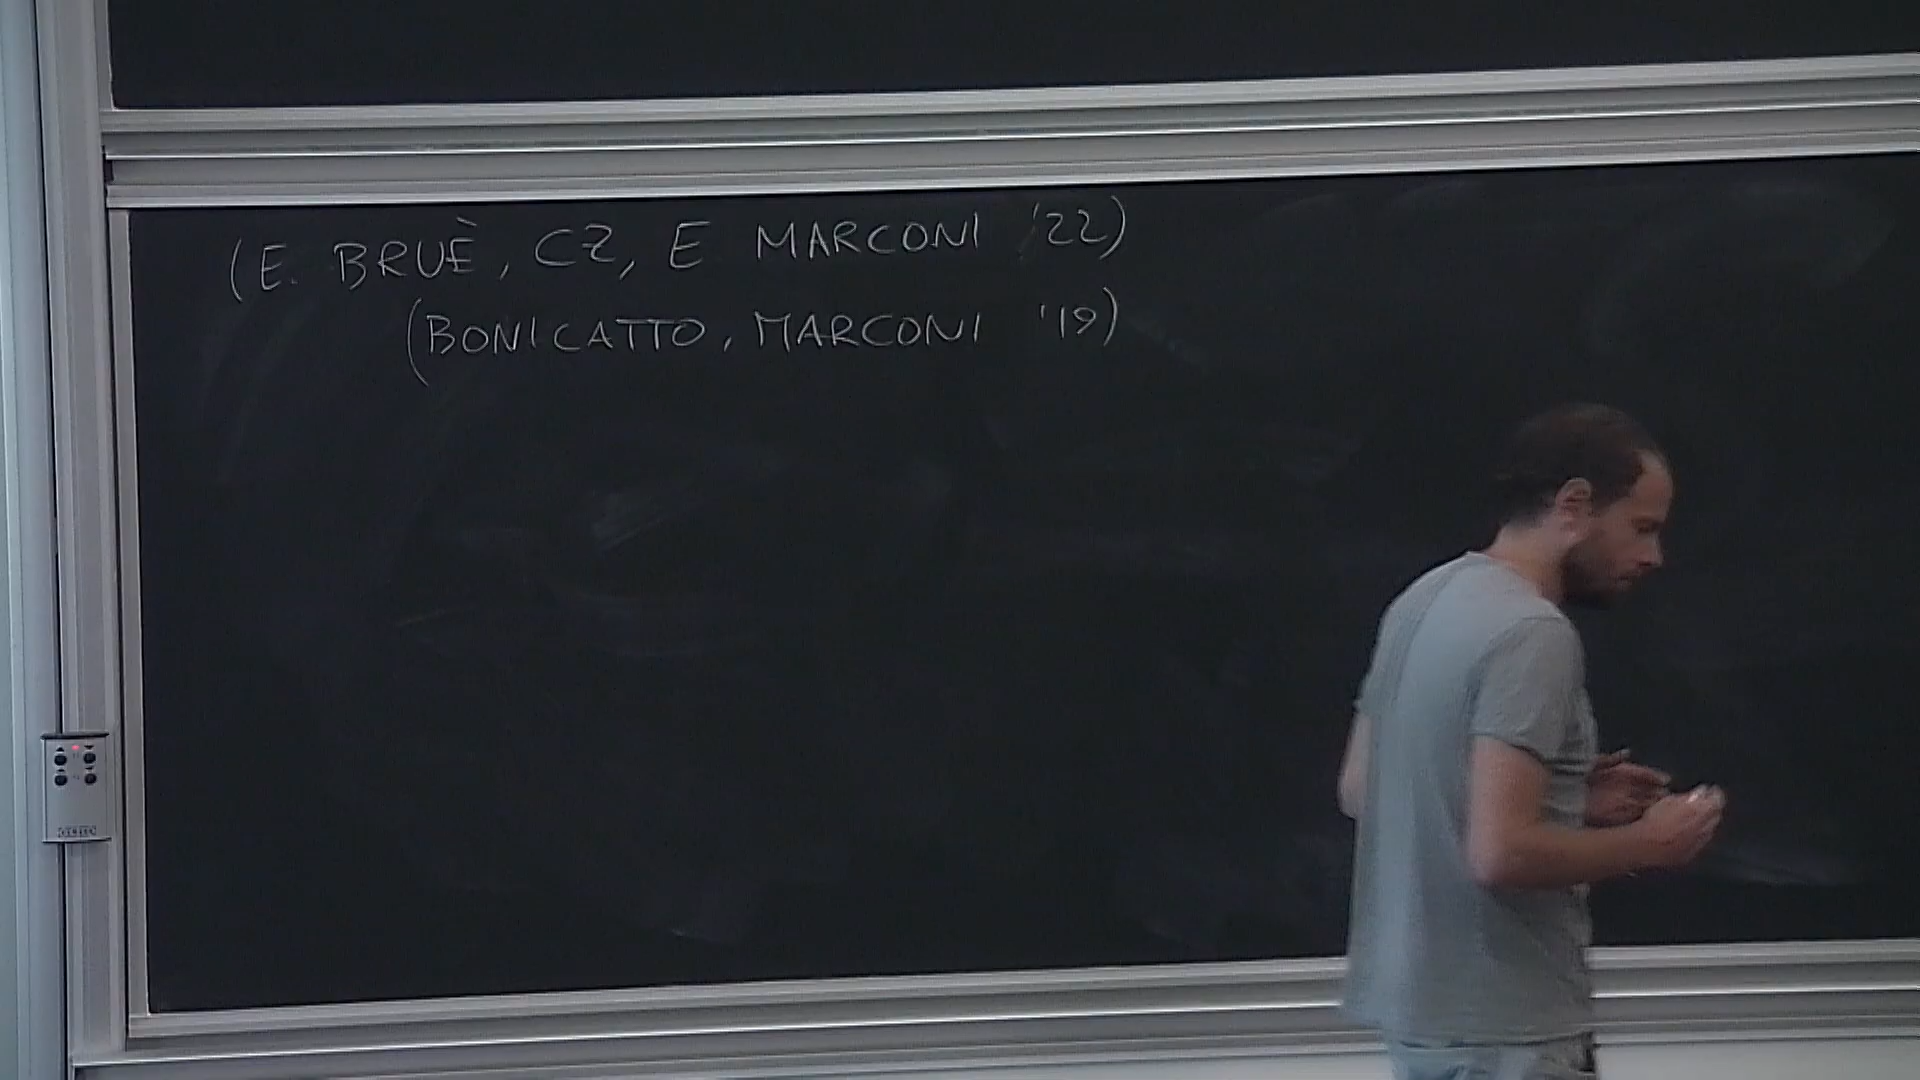 (E. BRUÈ, CZ, E MARCONI '22)
(BONICATTO, MARCONI '19)